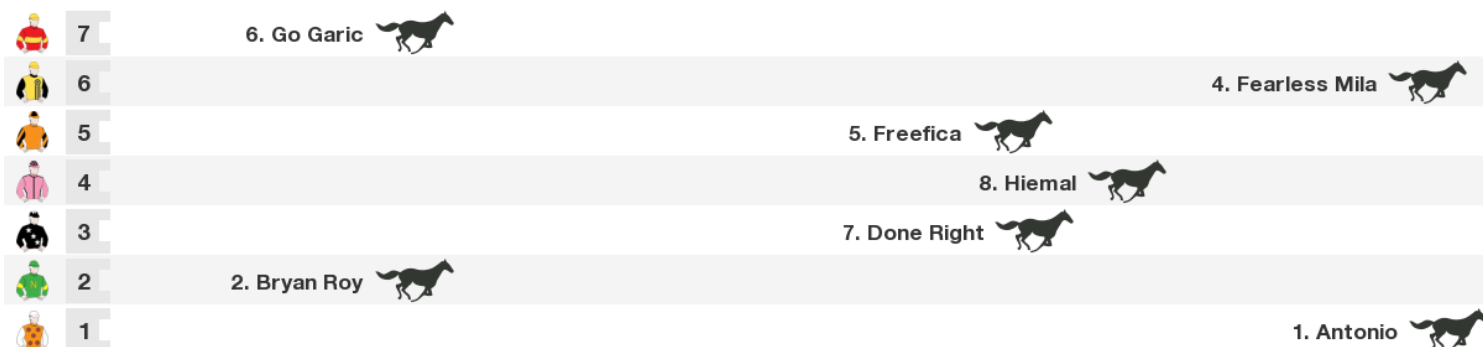 7 6. Go Garic
6 4. Fearless Mila
5 5. Freefica
4 8. Hiemal
3 7. Done Right
2 2. Bryan Roy
1 1. Antonio